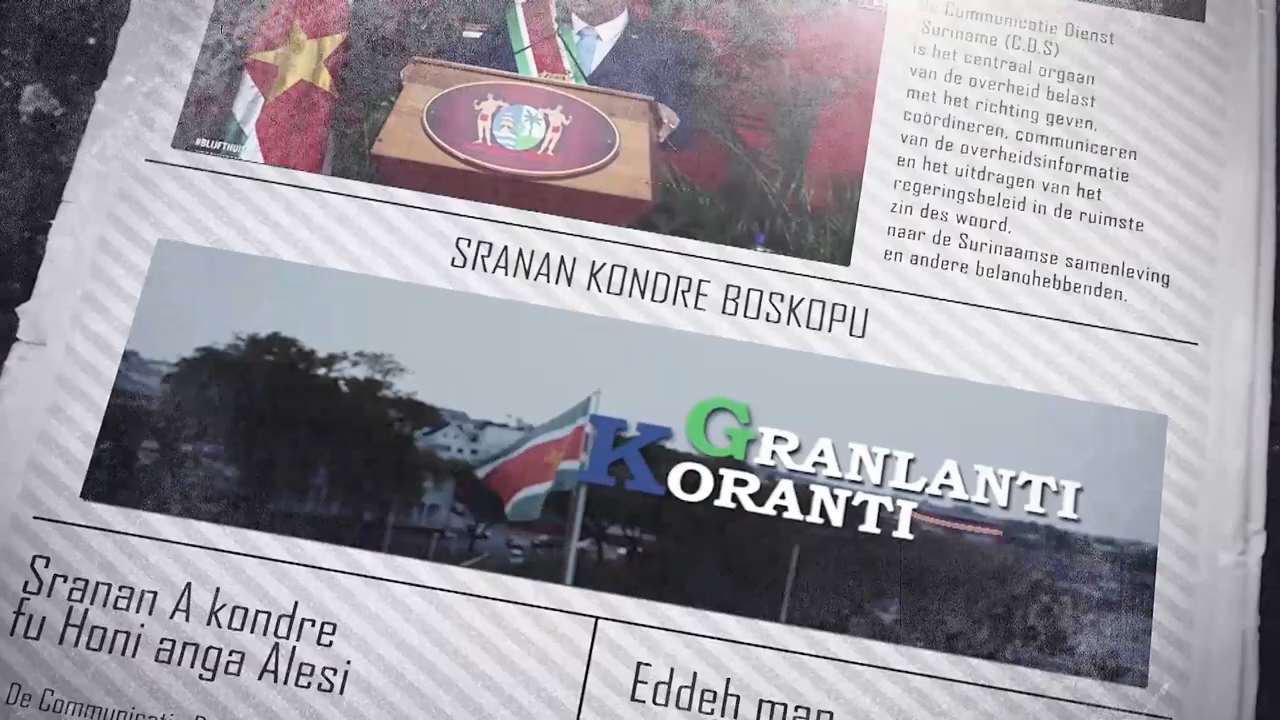 #BLIJFTHUIS
Communicatie Dienst
Suriname (C.D.S)
is het centraal orgaan
van de overheid belast
met het richting geven,
coördineren, communiceren
van de overheidsinformatie
en het uitdragen van het
regeringsbeleid in de ruimste
zin des woord.
naar de Surinaamse samenleving
en andere belanghebbenden.
SRANAN KONDRE BOSKOPU
GRANLANTI
KORANTI
Sranan A kondre
fu Honi anga Alesi
De
Eddeh man